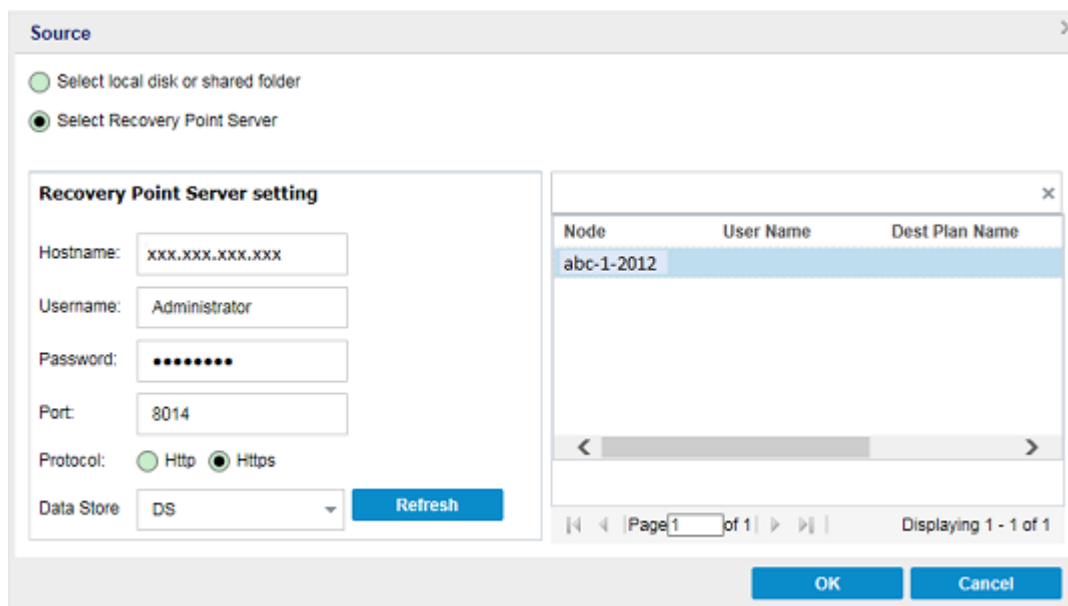 Source
Select local disk or shared folder
Select Recovery Point Server
Recovery Point Server setting
Hostname: xxx.xxx.xxx.xxx
Username: Administrator
Password: ••••••••
Port: 8014
Protocol: Http Https
Data Store DS Refresh
Node User Name Dest Plan Name
abc-1-2012
Page 1 of 1 Displaying 1 - 1 of 1
OK Cancel